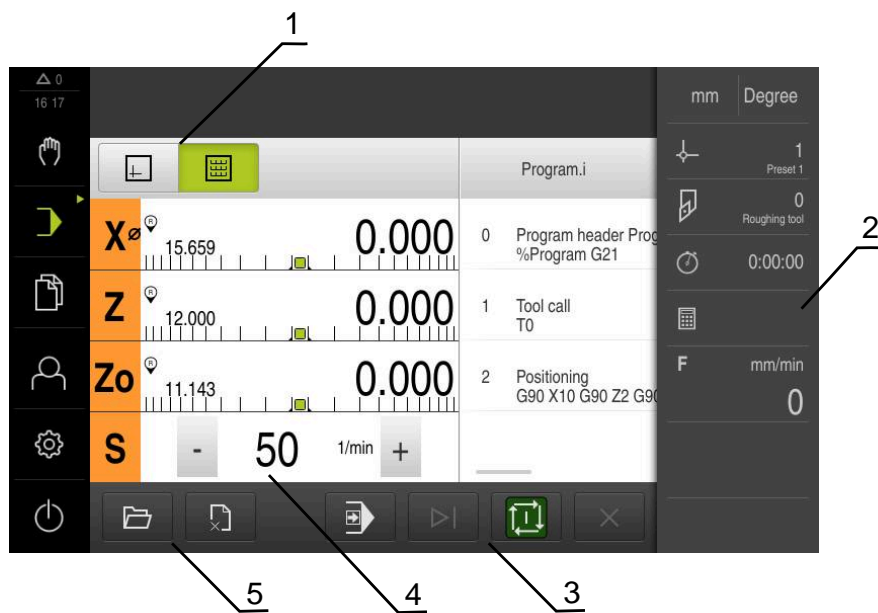 1
0
16 17
mm Degree
1
Preset 1
Program.i
0
Roughing tool
2
X⌀ R 15.659 0.000
0 Program header Prog
%Program G21
0:00:00
Z R 12.000 0.000
1 Tool call
T0
F mm/min
0
Zo R 11.143 0.000
2 Positioning
G90 X10 G90 Z2 G90
S - 50 1/min +
5 4 3